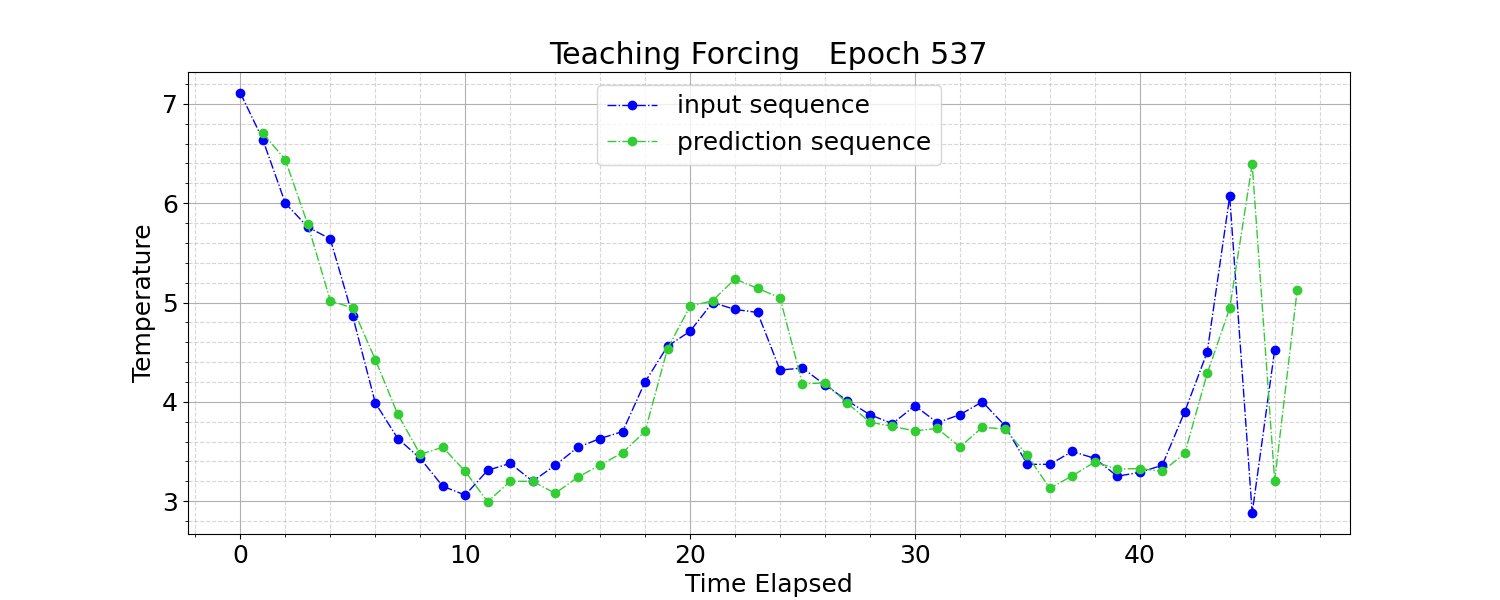 Teaching Forcing   Epoch 537
input sequence
prediction sequence
Temperature
7
6
5
4
3
0 10 20 30 40
Time Elapsed